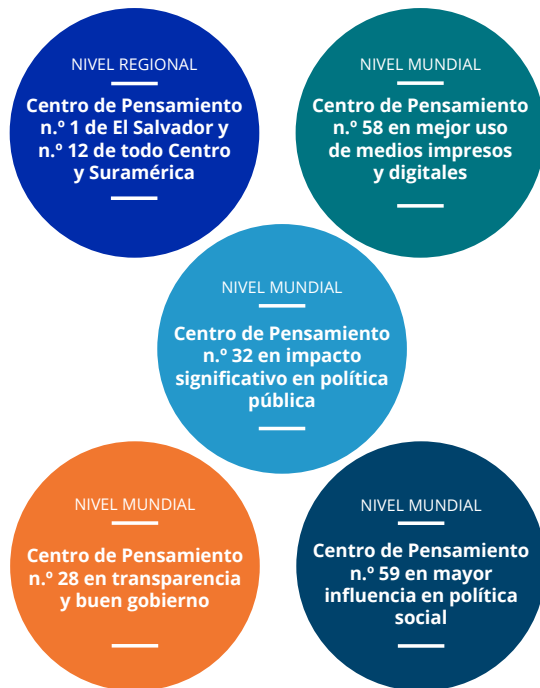 NIVEL REGIONAL
Centro de Pensamiento
n.º 1 de El Salvador y
n.º 12 de todo Centro
y Suramérica
NIVEL MUNDIAL
Centro de Pensamiento
n.º 58 en mejor uso
de medios impresos
y digitales
NIVEL MUNDIAL
Centro de Pensamiento
n.º 32 en impacto
significativo en política
pública
NIVEL MUNDIAL
Centro de Pensamiento
n.º 28 en transparencia
y buen gobierno
NIVEL MUNDIAL
Centro de Pensamiento
n.º 59 en mayor
influencia en política
social